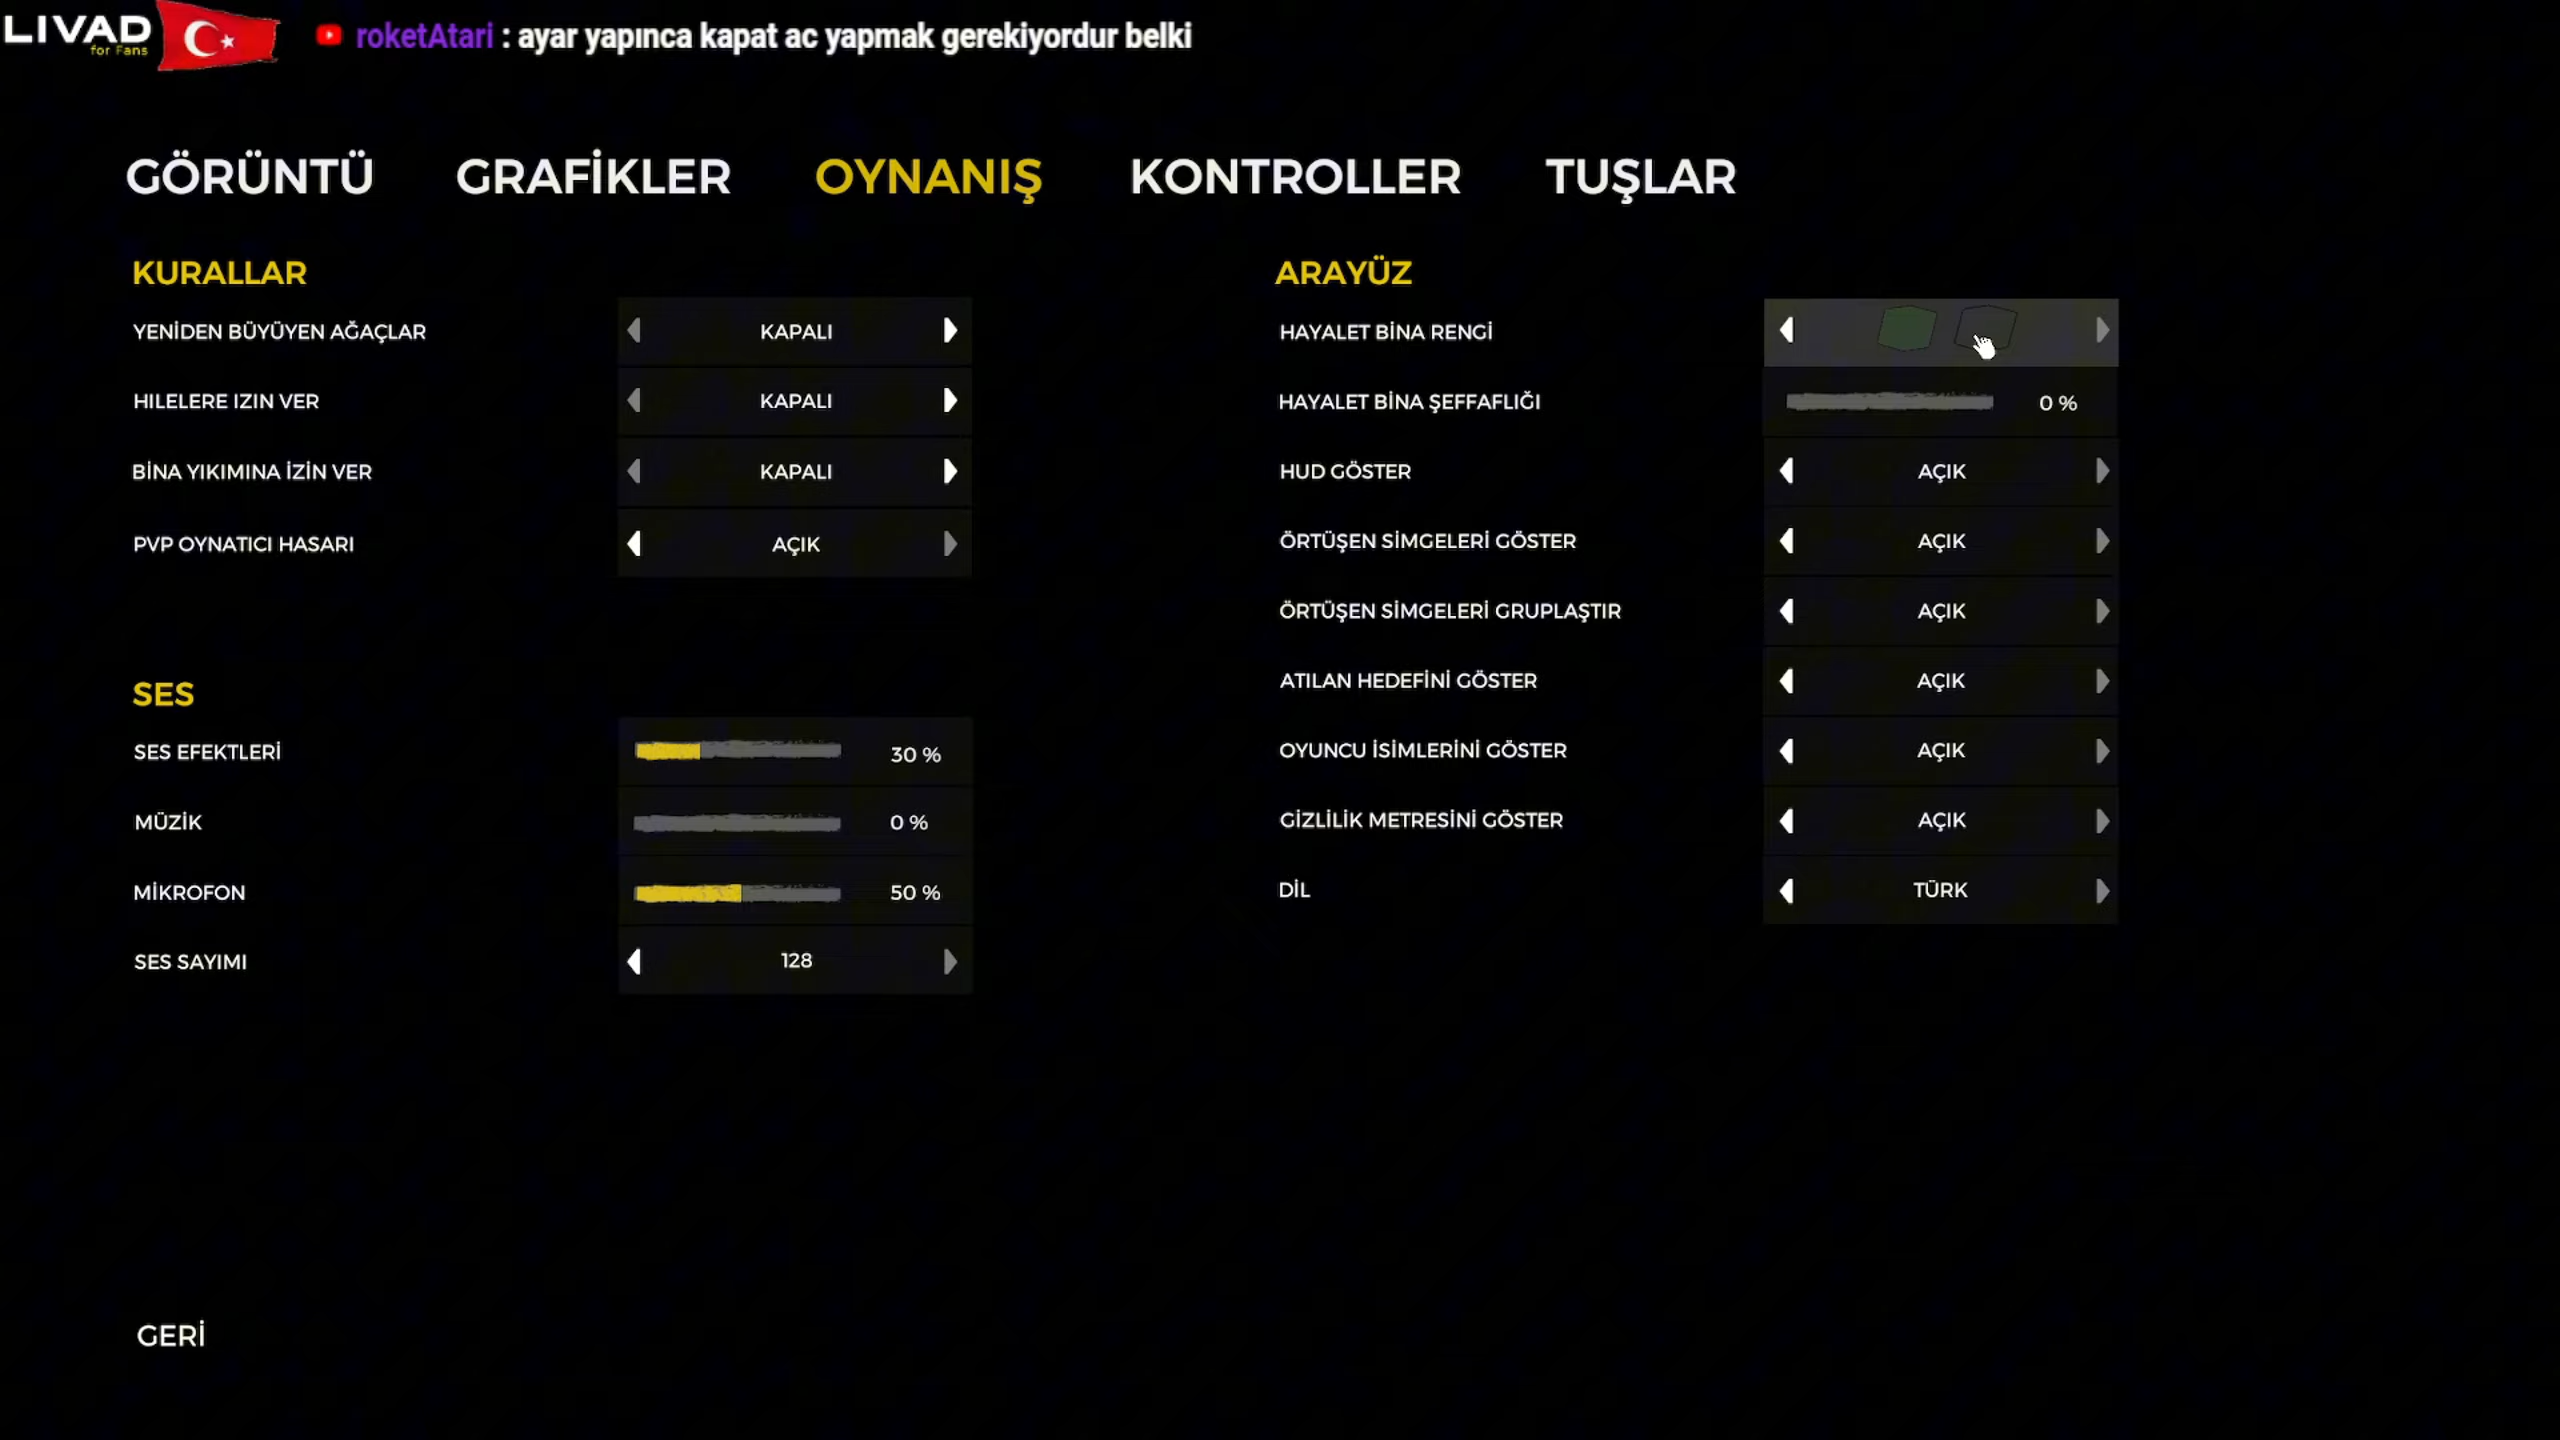 LIVAD
for Fans
roketAtari : ayar yapınca kapat ac yapmak gerekiyordur belki
GÖRÜNTÜ GRAFİKLER OYNANIŞ KONTROLLER TUŞLAR
KURALLAR
YENİDEN BÜYÜYEN AĞAÇLAR KAPALI
HILELERE IZIN VER KAPALI
BİNA YIKIMINA İZİN VER KAPALI
PVP OYNATICI HASARI AÇIK
SES
SES EFEKTLERİ 30 %
MÜZİK 0 %
MİKROFON 50 %
SES SAYIMI 128
ARAYÜZ
HAYALET BİNA RENGİ
HAYALET BİNA ŞEFFAFLIĞI 0 %
HUD GÖSTER AÇIK
ÖRTÜŞEN SİMGELERİ GÖSTER AÇIK
ÖRTÜŞEN SİMGELERİ GRUPLAŞTIR AÇIK
ATILAN HEDEFİNİ GÖSTER AÇIK
OYUNCU İSİMLERİNİ GÖSTER AÇIK
GİZLİLİK METRESİNİ GÖSTER AÇIK
DİL TÜRK
GERİ